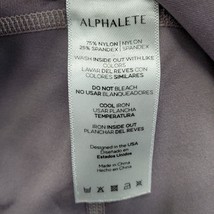 ALPHALETE
75% NYLON | NYLON
25% SPANDEX | SPANDEX
WASH INSIDE OUT WITH LIKE
COLORS
LAVAR DEL REVES CON
COLORES SIMILARES
DO NOT BLEACH
NO USAR BLANQUEADORES
COOL IRON
USAR PLANCHA
TEMPERATURA
IRON INSIDE OUT
PLANCHAR DEL REVES
Designed in the USA
Diseñado en
Estados Unidos
Made in China
Hecho en China